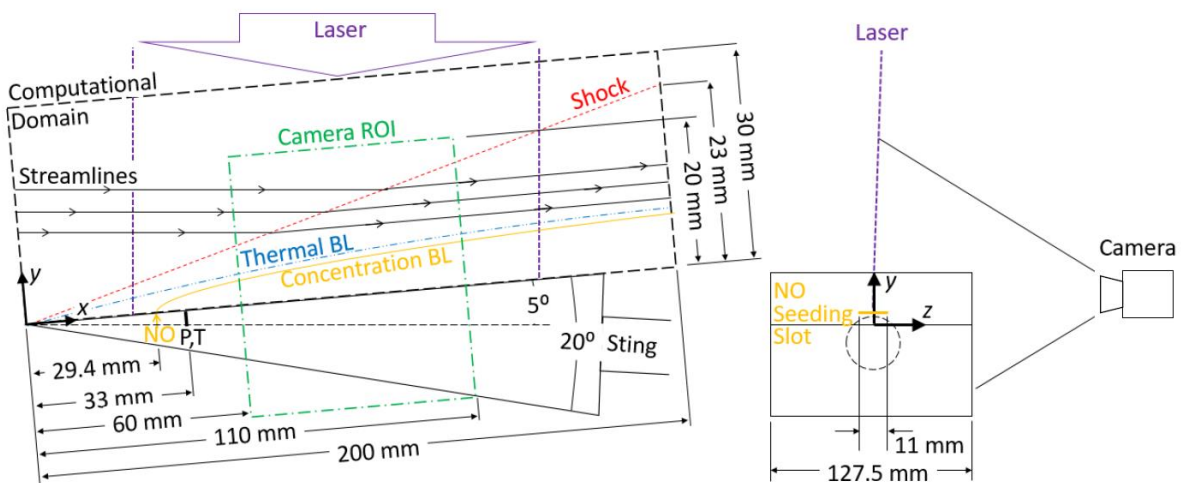 Laser
Computational
Domain
Shock
Camera ROI
Streamlines
30 mm
23 mm
20 mm
Thermal BL
Concentration BL
y
x
NO
P,T
5⁰
20⁰ Sting
29.4 mm
33 mm
60 mm
110 mm
200 mm
Laser
Camera
NO
Seeding
Slot
y
z
11 mm
127.5 mm